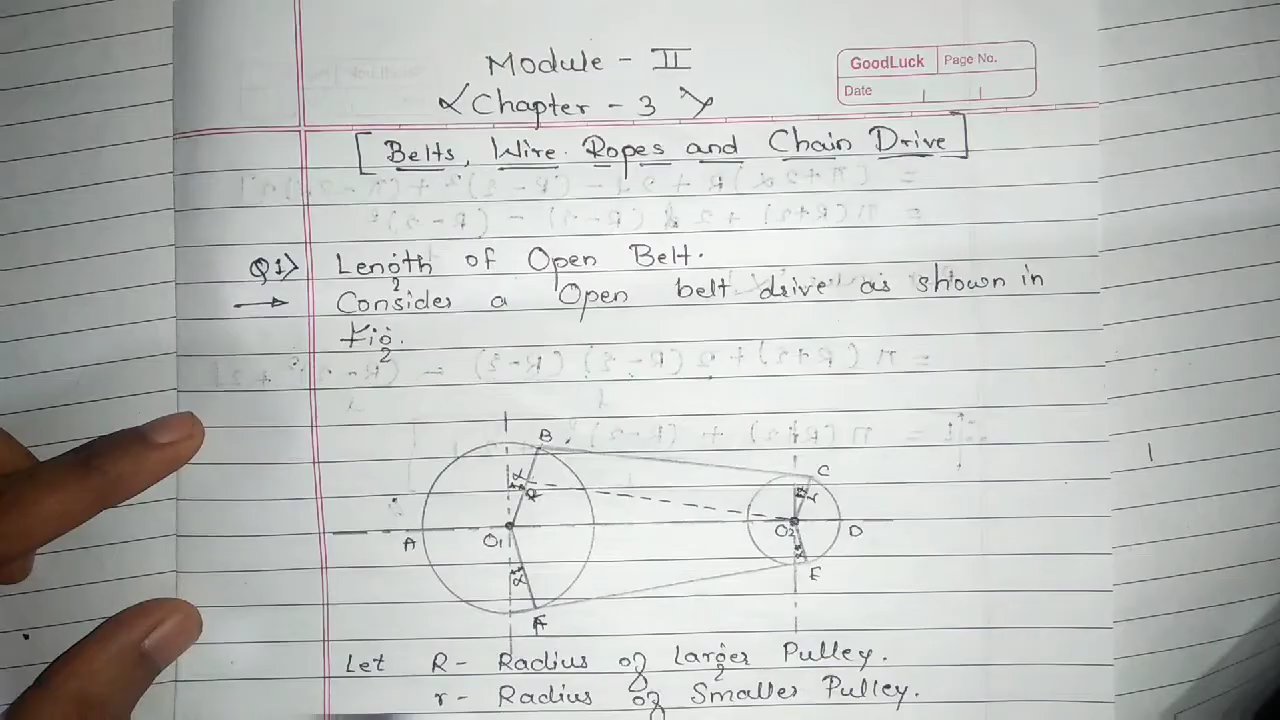 Module - II
GoodLuck Page No.
<Chapter - 3>
Date
[Belts, Wire Ropes and Chain Drive]
Q1> Length of Open Belt.
→ Consider a Open belt drive as shown in
fig.
B
α
R
C
α
r
A
O1
O2
D
α
E
α
F
Let R - Radius of Larger Pulley.
r - Radius of Smaller Pulley.